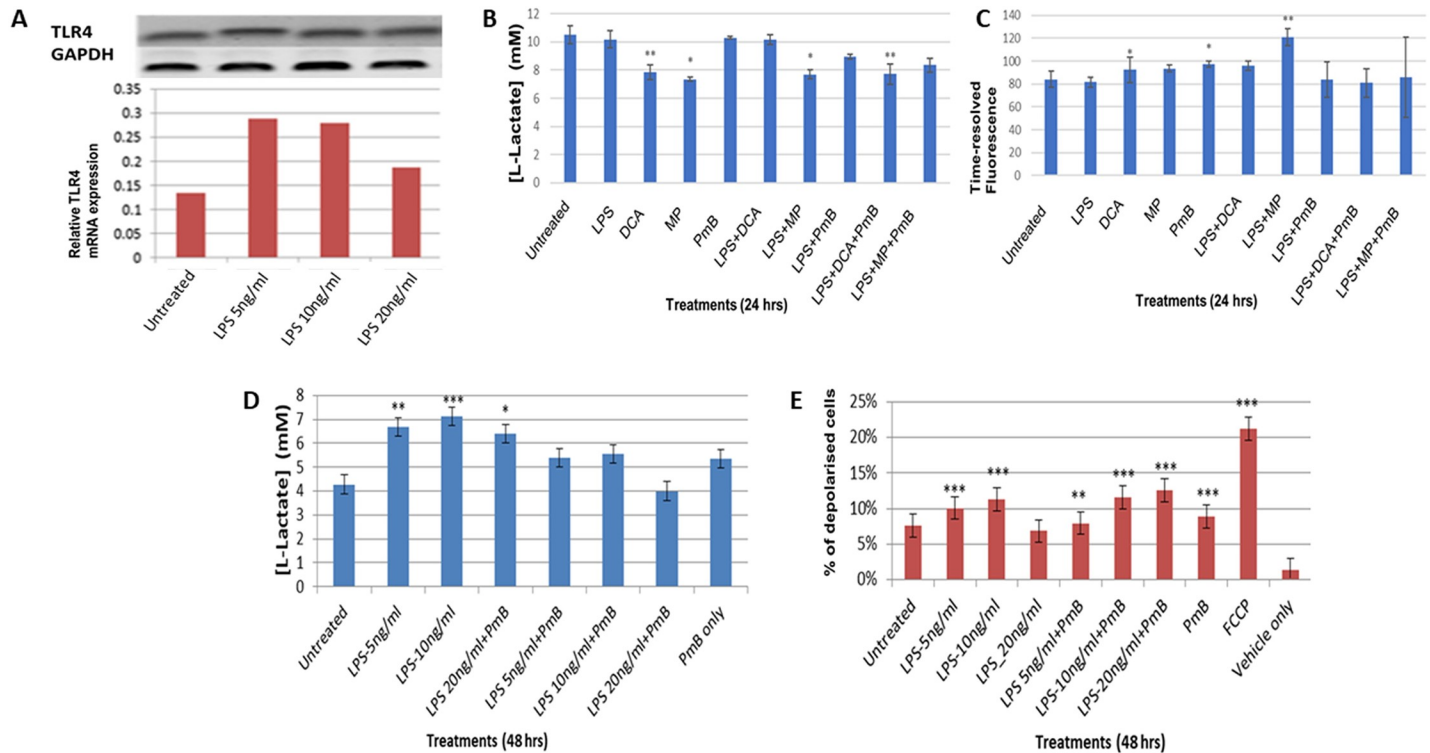 A
TLR4
GAPDH
Relative TLR4
mRNA expression
0.35
0.3
0.25
0.2
0.15
0.1
0.05
0
Untreated
LPS 5ng/ml
LPS 10ng/ml
LPS 20ng/ml
B
[L-Lactate] (mM)
12
10
8
6
4
2
0
**
*
*
**
Untreated
LPS
DCA
MP
PmB
LPS+DCA
LPS+MP
LPS+PmB
LPS+DCA+PmB
LPS+MP+PmB
Treatments (24 hrs)
C
Time-resolved
Fluorescence
140
120
100
80
60
40
20
0
*
*
**
Untreated
LPS
DCA
MP
PmB
LPS+DCA
LPS+MP
LPS+PmB
LPS+DCA+PmB
LPS+MP+PmB
Treatments (24 hrs)
D
[L-Lactate] (mM)
8
7
6
5
4
3
2
1
0
**
***
*
Untreated
LPS-5ng/ml
LPS-10ng/ml
LPS 20ng/ml+PmB
LPS 5ng/ml+PmB
LPS 10ng/ml+PmB
LPS 20ng/ml+PmB
PmB only
Treatments (48 hrs)
E
% of depolarised cells
25%
20%
15%
10%
5%
0%
***
***
**
***
***
***
***
Untreated
LPS-5ng/ml
LPS-10ng/ml
LPS_20ng/ml
LPS 5ng/ml+PmB
LPS-10ng/ml+PmB
LPS-20ng/ml+PmB
PmB
FCCP
Vehicle only
Treatments (48 hrs)